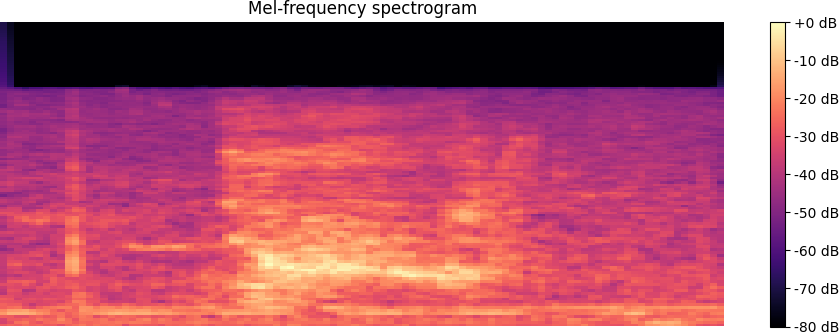 Mel-frequency spectrogram
+0 dB
-10 dB
-20 dB
-30 dB
-40 dB
-50 dB
-60 dB
-70 dB
-80 dB